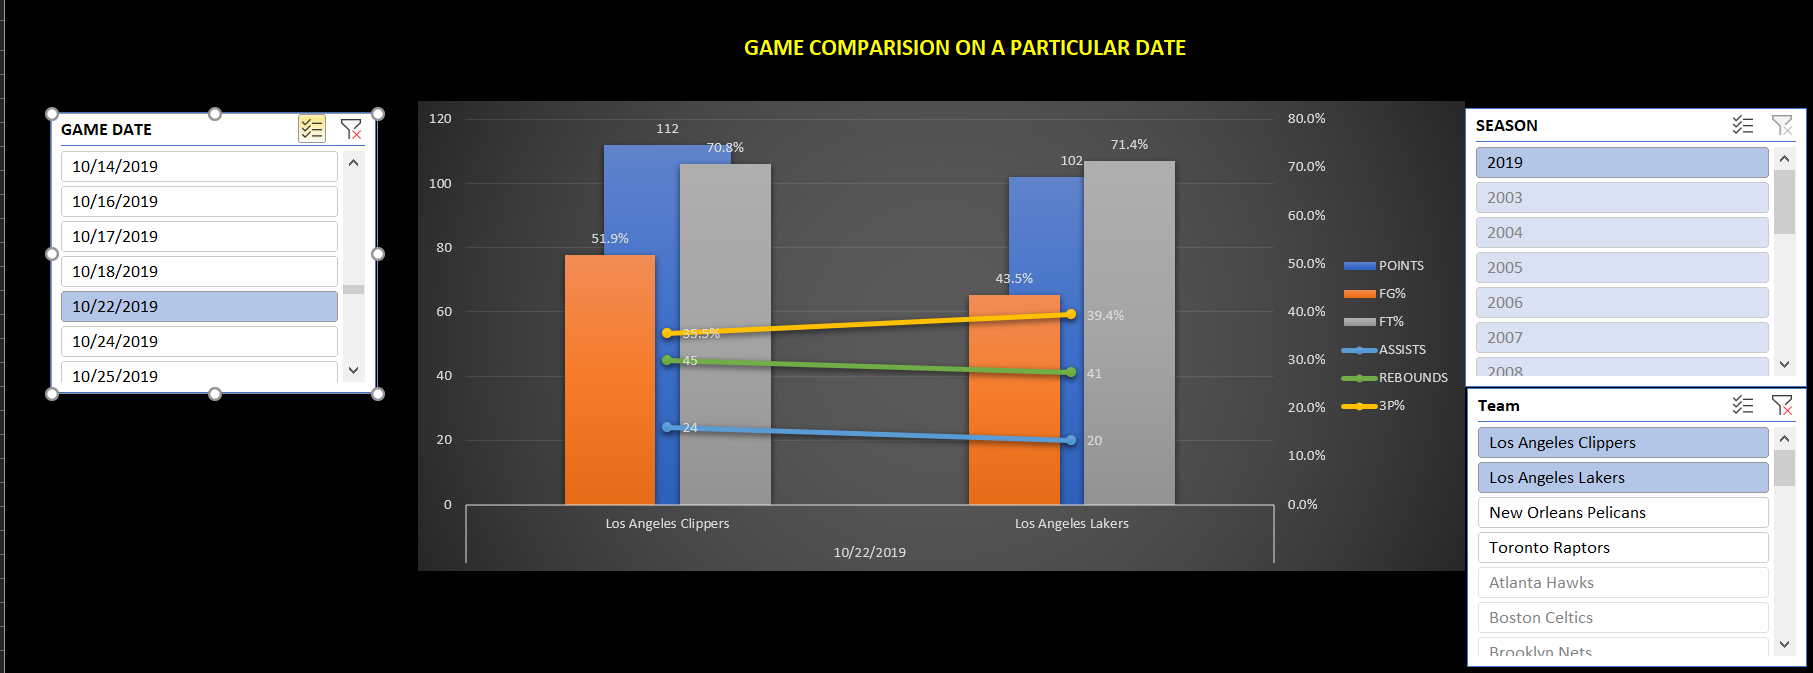 GAME COMPARISION ON A PARTICULAR DATE
GAME DATE
10/14/2019
10/16/2019
10/17/2019
10/18/2019
10/22/2019
10/24/2019
10/25/2019
120
100
80
60
40
20
0
112
70.8%
51.9%
35.5%
45
24
102
71.4%
43.5%
39.4%
41
20
Los Angeles Clippers
Los Angeles Lakers
10/22/2019
80.0%
70.0%
60.0%
50.0%
40.0%
30.0%
20.0%
10.0%
0.0%
POINTS
FG%
FT%
ASSISTS
REBOUNDS
3P%
SEASON
2019
2003
2004
2005
2006
2007
2008
Team
Los Angeles Clippers
Los Angeles Lakers
New Orleans Pelicans
Toronto Raptors
Atlanta Hawks
Boston Celtics
Brooklyn Nets